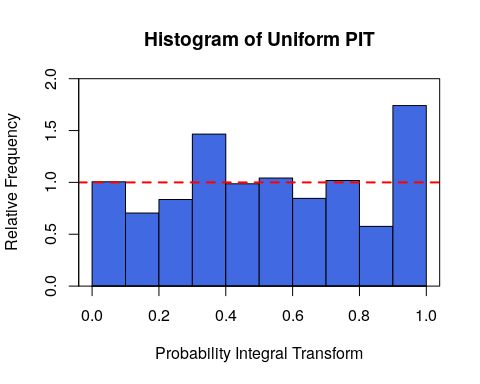 Histogram of Uniform PIT
Relative Frequency
2.0
1.5
1.0
0.5
0.0
0.0 0.2 0.4 0.6 0.8 1.0
Probability Integral Transform